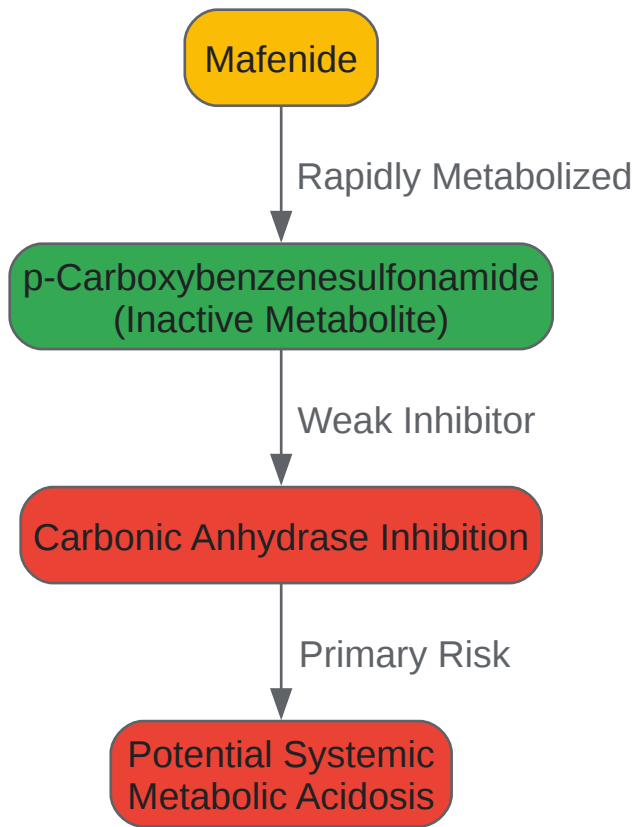 Mafenide
Rapidly Metabolized
p-Carboxybenzenesulfonamide
(Inactive Metabolite)
Weak Inhibitor
Carbonic Anhydrase Inhibition
Primary Risk
Potential Systemic
Metabolic Acidosis